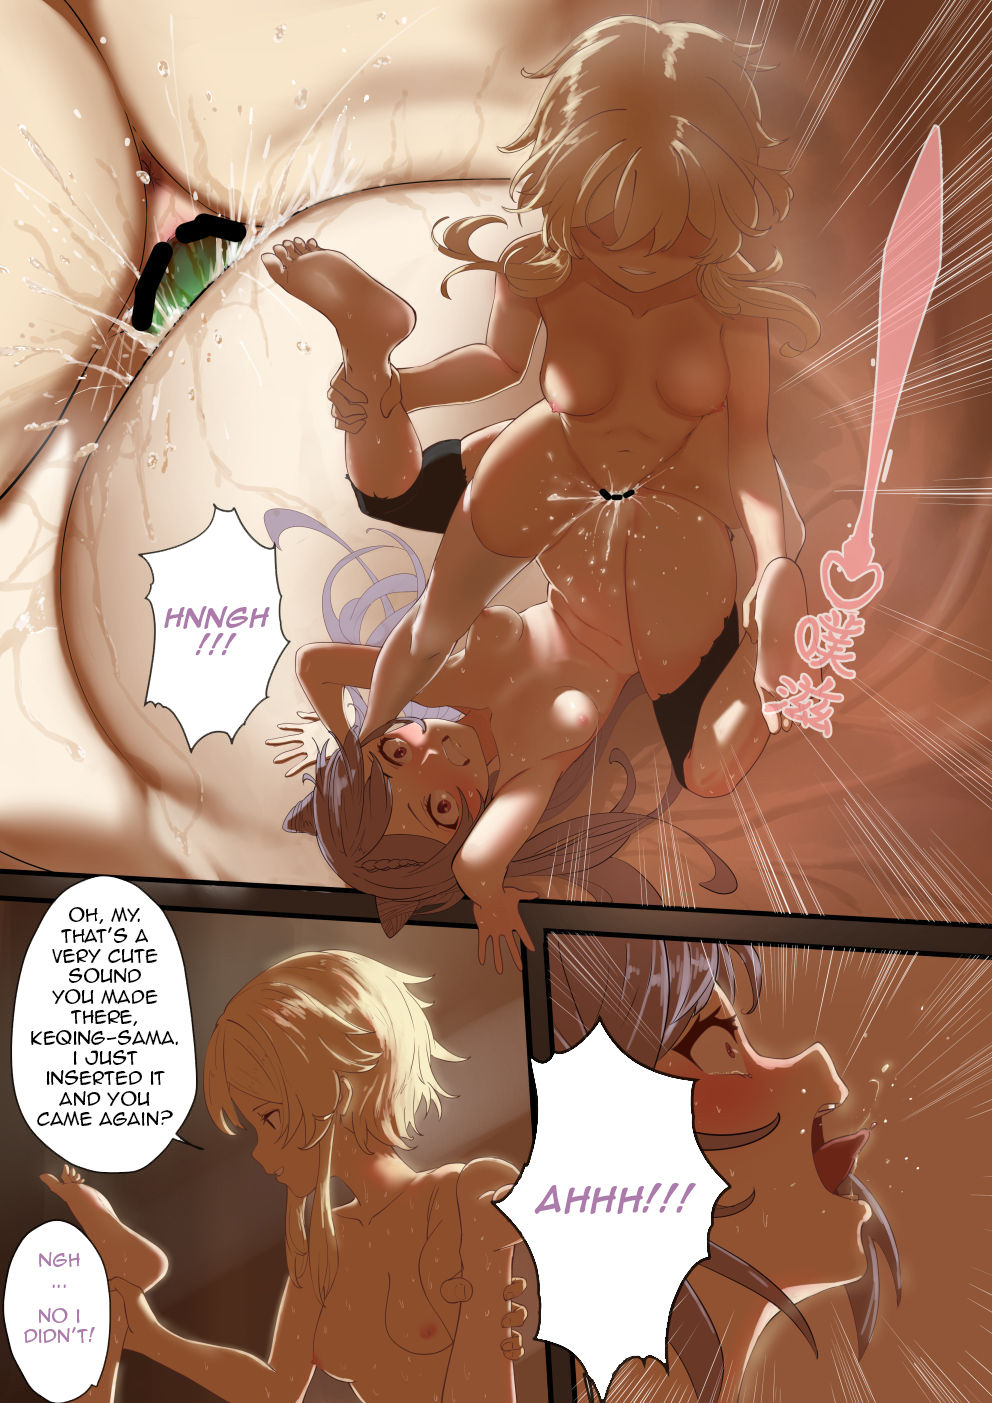 噗
滋
HNNGH
!!!
OH, MY.
THAT'S A
VERY CUTE
SOUND
YOU MADE
THERE,
KEQING-SAMA.
I JUST
INSERTED IT
AND YOU
CAME AGAIN?
AHHH!!!
NGH
...
NO I
DIDN'T!